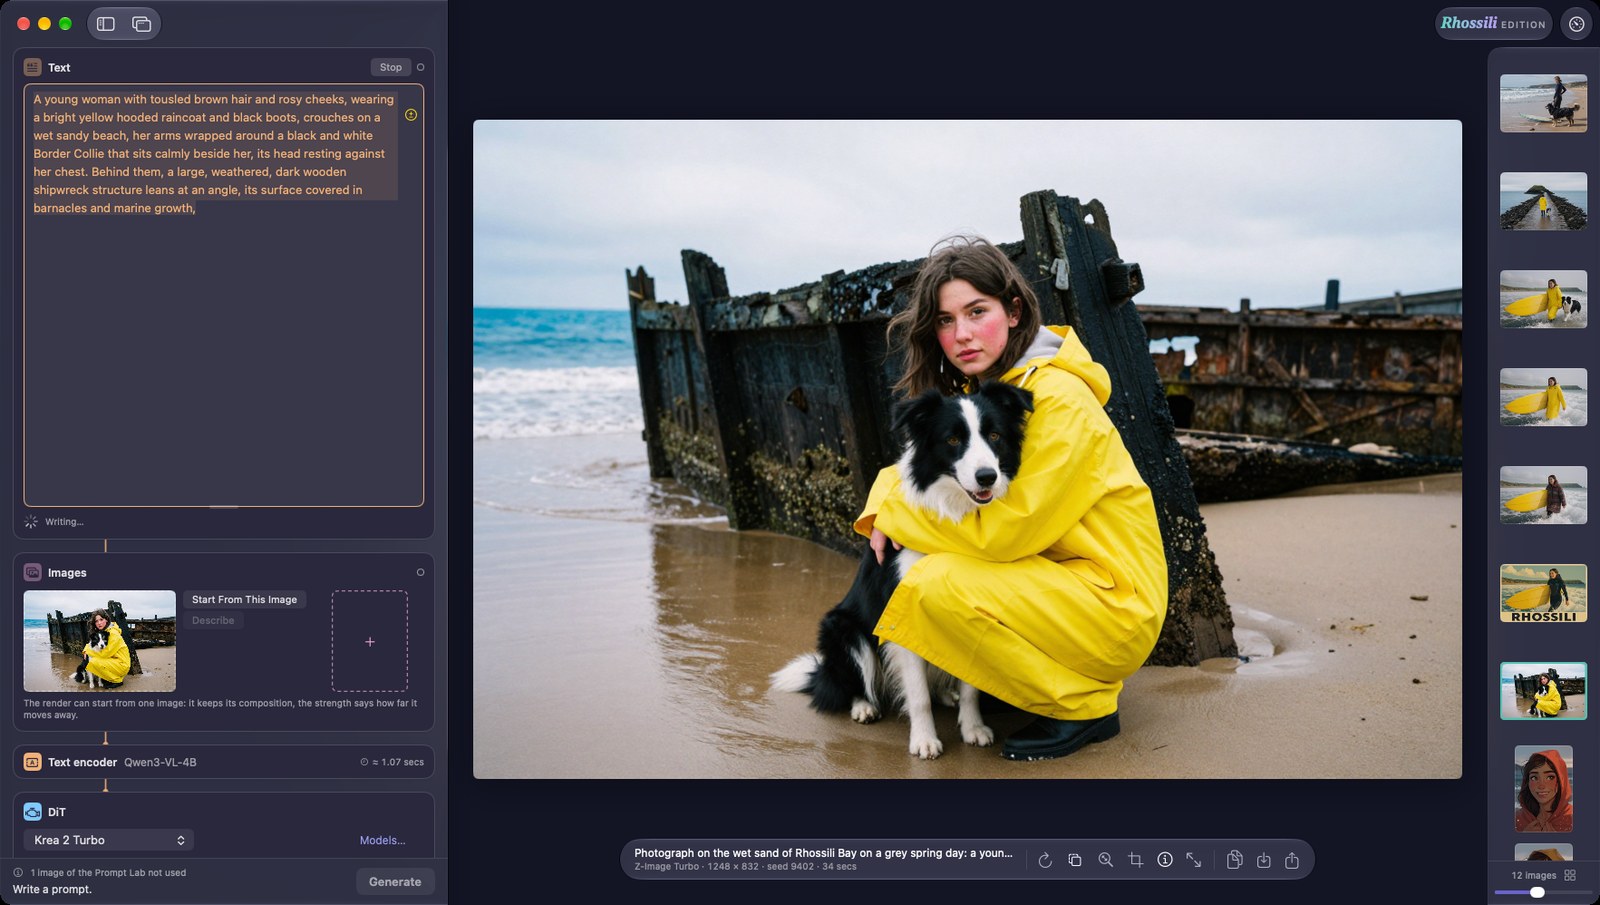 Rhossili EDITION
Text
Stop
A young woman with tousled brown hair and rosy cheeks, wearing
a bright yellow hooded raincoat and black boots, crouches on a
wet sandy beach, her arms wrapped around a black and white
Border Collie that sits calmly beside her, its head resting against
her chest. Behind them, a large, weathered, dark wooden
shipwreck structure leans at an angle, its surface covered in
barnacles and marine growth,
Writing...
Images
Start From This Image
Describe
+
The render can start from one image: it keeps its composition, the strength says how far it
moves away.
Text encoder Qwen3-VL-4B
≈ 1.07 secs
DiT
Krea 2 Turbo
Models...
1 image of the Prompt Lab not used
Write a prompt.
Generate
Photograph on the wet sand of Rhossili Bay on a grey spring day: a youn...
Z-Image Turbo · 1248 × 832 · seed 9402 · 34 secs
RHOSSILI
12 images